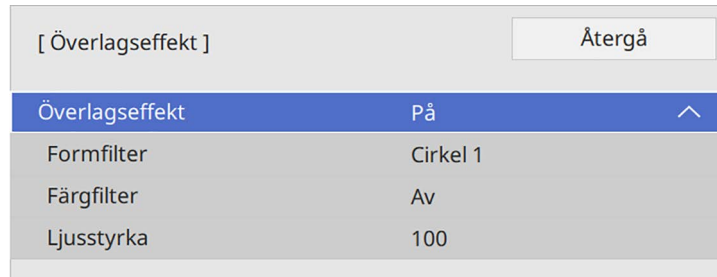 [ Överlagseffekt ]
Återgå
Överlagseffekt På
Formfilter Cirkel 1
Färgfilter Av
Ljusstyrka 100